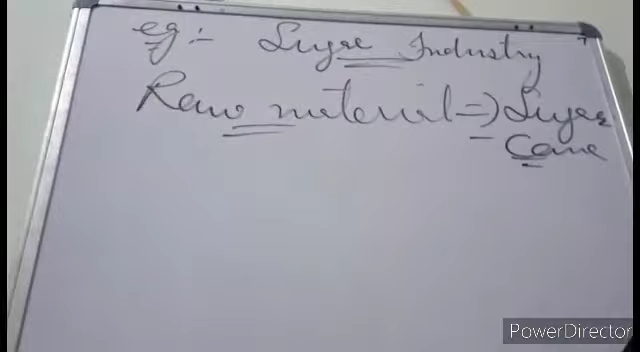 eg:- Sugar Industry
Raw material => Sugar
Cane
PowerDirector